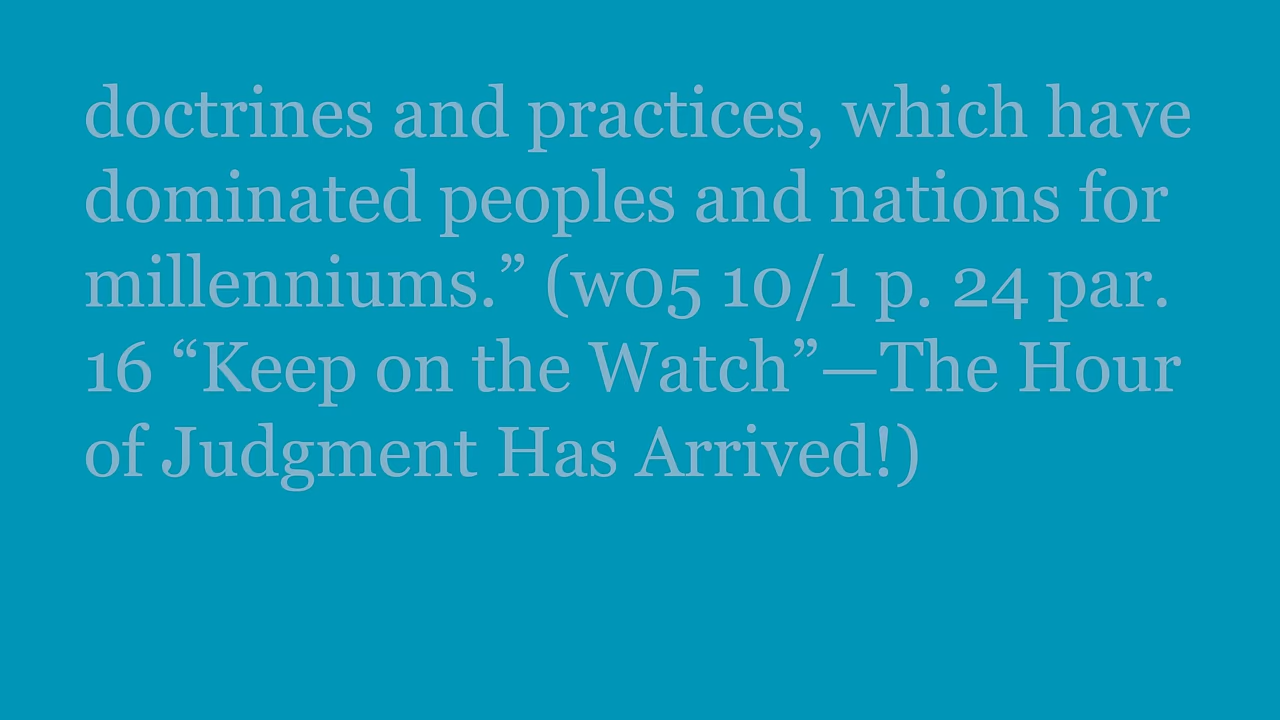 doctrines and practices, which have
dominated peoples and nations for
millenniums.” (w05 10/1 p. 24 par.
16 “Keep on the Watch”—The Hour
of Judgment Has Arrived!)